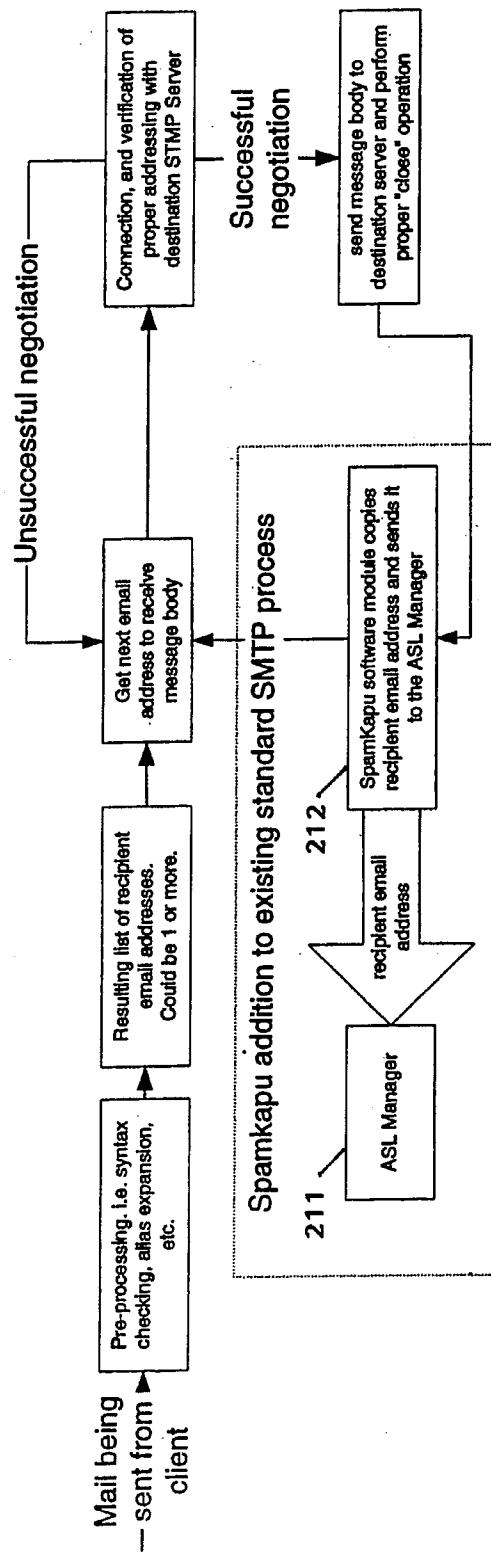 Mail being
sent from
client
Pre-processing. i.e. syntax
checking, alias expansion,
etc.
Resulting list of recipient
email addresses.
Could be 1 or more.
Get next email
address to receive
message body
Unsuccessful negotiation
Connection, and verification of
proper addressing with
destination STMP Server
Successful
negotiation
send message body to
destination server and perform
proper "close" operation
Spamkapu addition to existing standard SMTP process
212
SpamKapu software module copies
recipient email address and sends it
to the ASL Manager
recipient email
address
211
ASL Manager